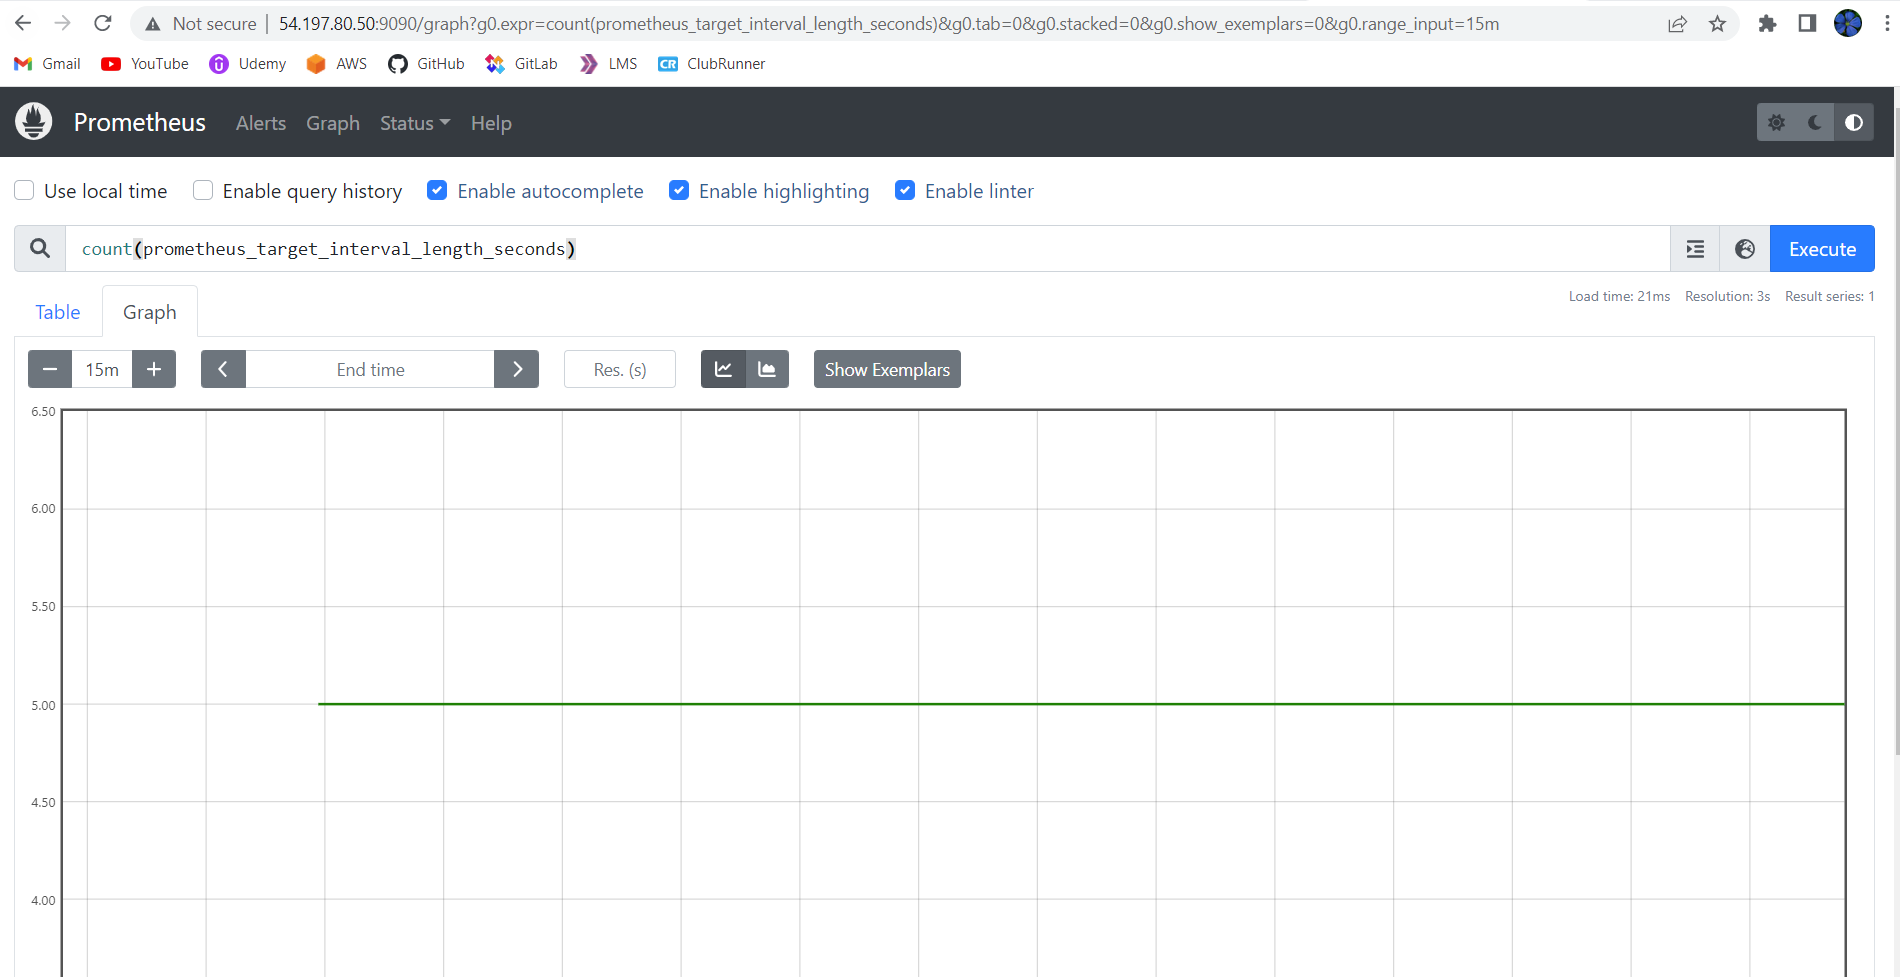 Not secure | 54.197.80.50:9090/graph?g0.expr=count(prometheus_target_interval_length_seconds)&g0.tab=0&g0.stacked=0&g0.show_exemplars=0&g0.range_input=15m
Gmail YouTube Udemy AWS GitHub GitLab LMS CR ClubRunner
Prometheus Alerts Graph Status Help
Use local time Enable query history Enable autocomplete Enable highlighting Enable linter
count(prometheus_target_interval_length_seconds) Execute
Table Graph Load time: 21ms Resolution: 3s Result series: 1
− 15m + End time Res. (s) Show Exemplars
6.50
6.00
5.50
5.00
4.50
4.00